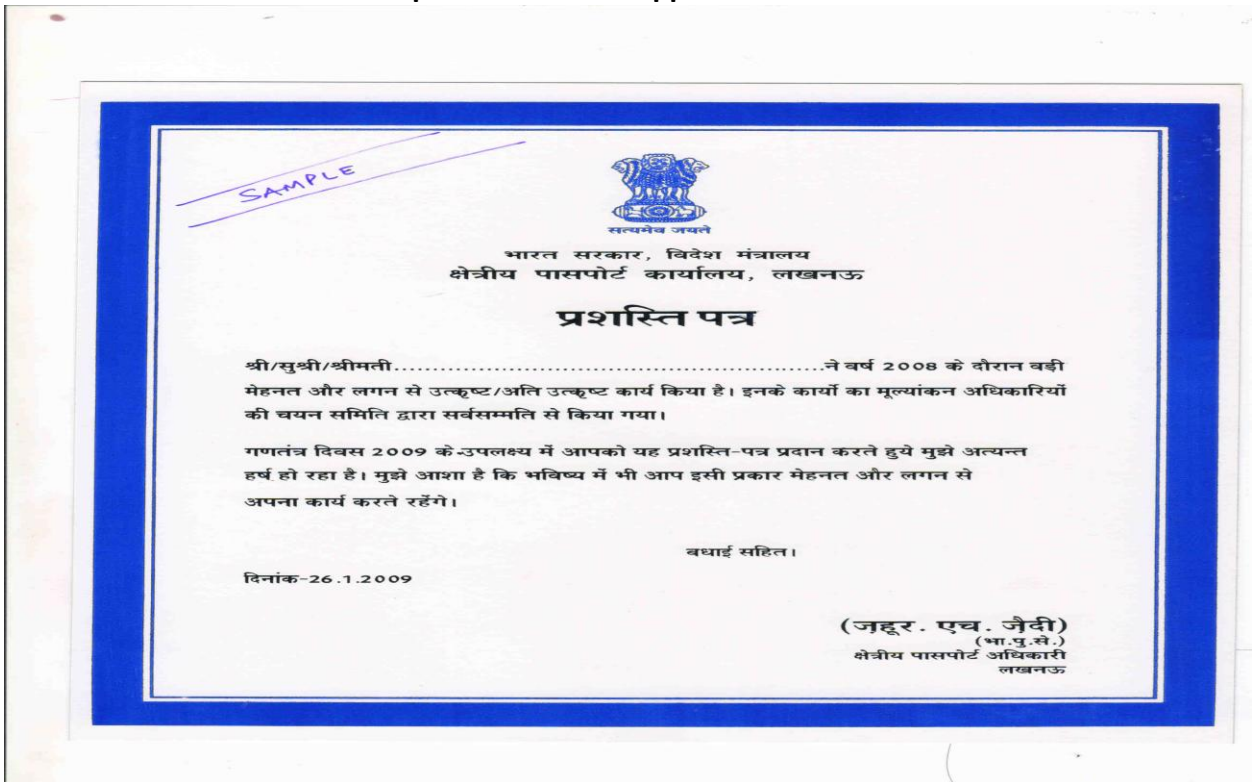 SAMPLE
सत्यमेव जयते
भारत सरकार, विदेश मंत्रालय
क्षेत्रीय पासपोर्ट कार्यालय, लखनऊ
प्रशस्ति पत्र
श्री/सुश्री/श्रीमती.......................................................ने वर्ष 2008 के दौरान बड़ी
मेहनत और लगन से उत्कृष्ट/अति उत्कृष्ट कार्य किया है। इनके कार्यो का मूल्यांकन अधिकारियों
की चयन समिति द्वारा सर्वसम्मति से किया गया।
गणतंत्र दिवस 2009 के उपलक्ष्य में आपको यह प्रशस्ति-पत्र प्रदान करते हुये मुझे अत्यन्त
हर्ष हो रहा है। मुझे आशा है कि भविष्य में भी आप इसी प्रकार मेहनत और लगन से
अपना कार्य करते रहेंगे।
बधाई सहित।
दिनांक-26.1.2009
(ज़हूर. एच. ज़ैदी)
(भा.पु.से.)
क्षेत्रीय पासपोर्ट अधिकारी
लखनऊ